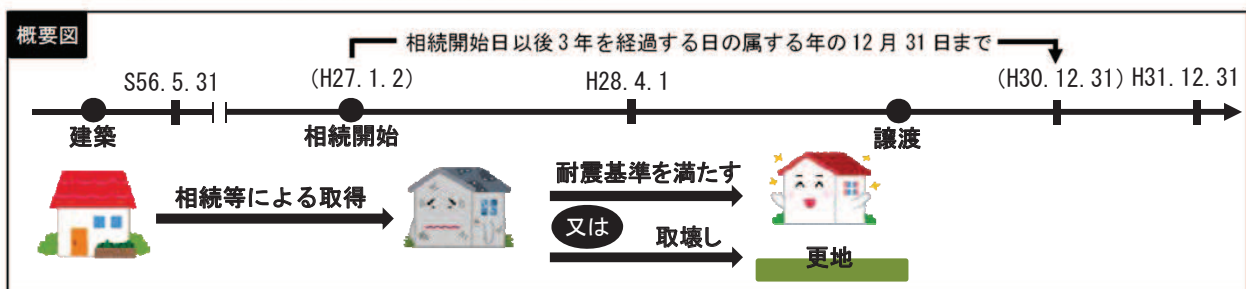 概要図
相続開始日以後3年を経過する日の属する年の12月31日まで
S56.5.31
(H27.1.2)
H28.4.1
(H30.12.31)
H31.12.31
建築
相続開始
譲渡
相続等による取得
耐震基準を満たす
又は
取壊し
更地